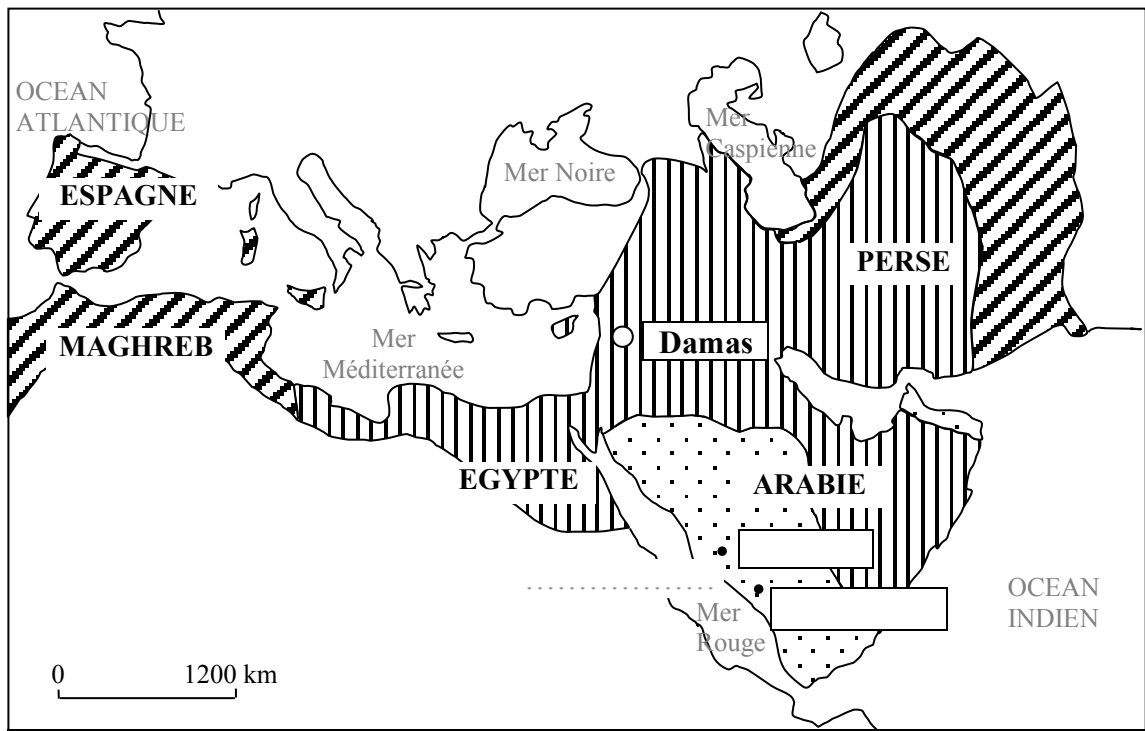 OCEAN
ATLANTIQUE
Mer
Caspienne
Mer Noire
ESPAGNE
PERSE
MAGHREB
Mer
Méditerranée
Damas
EGYPTE
ARABIE
OCEAN
INDIEN
Mer
Rouge
0 1200 km